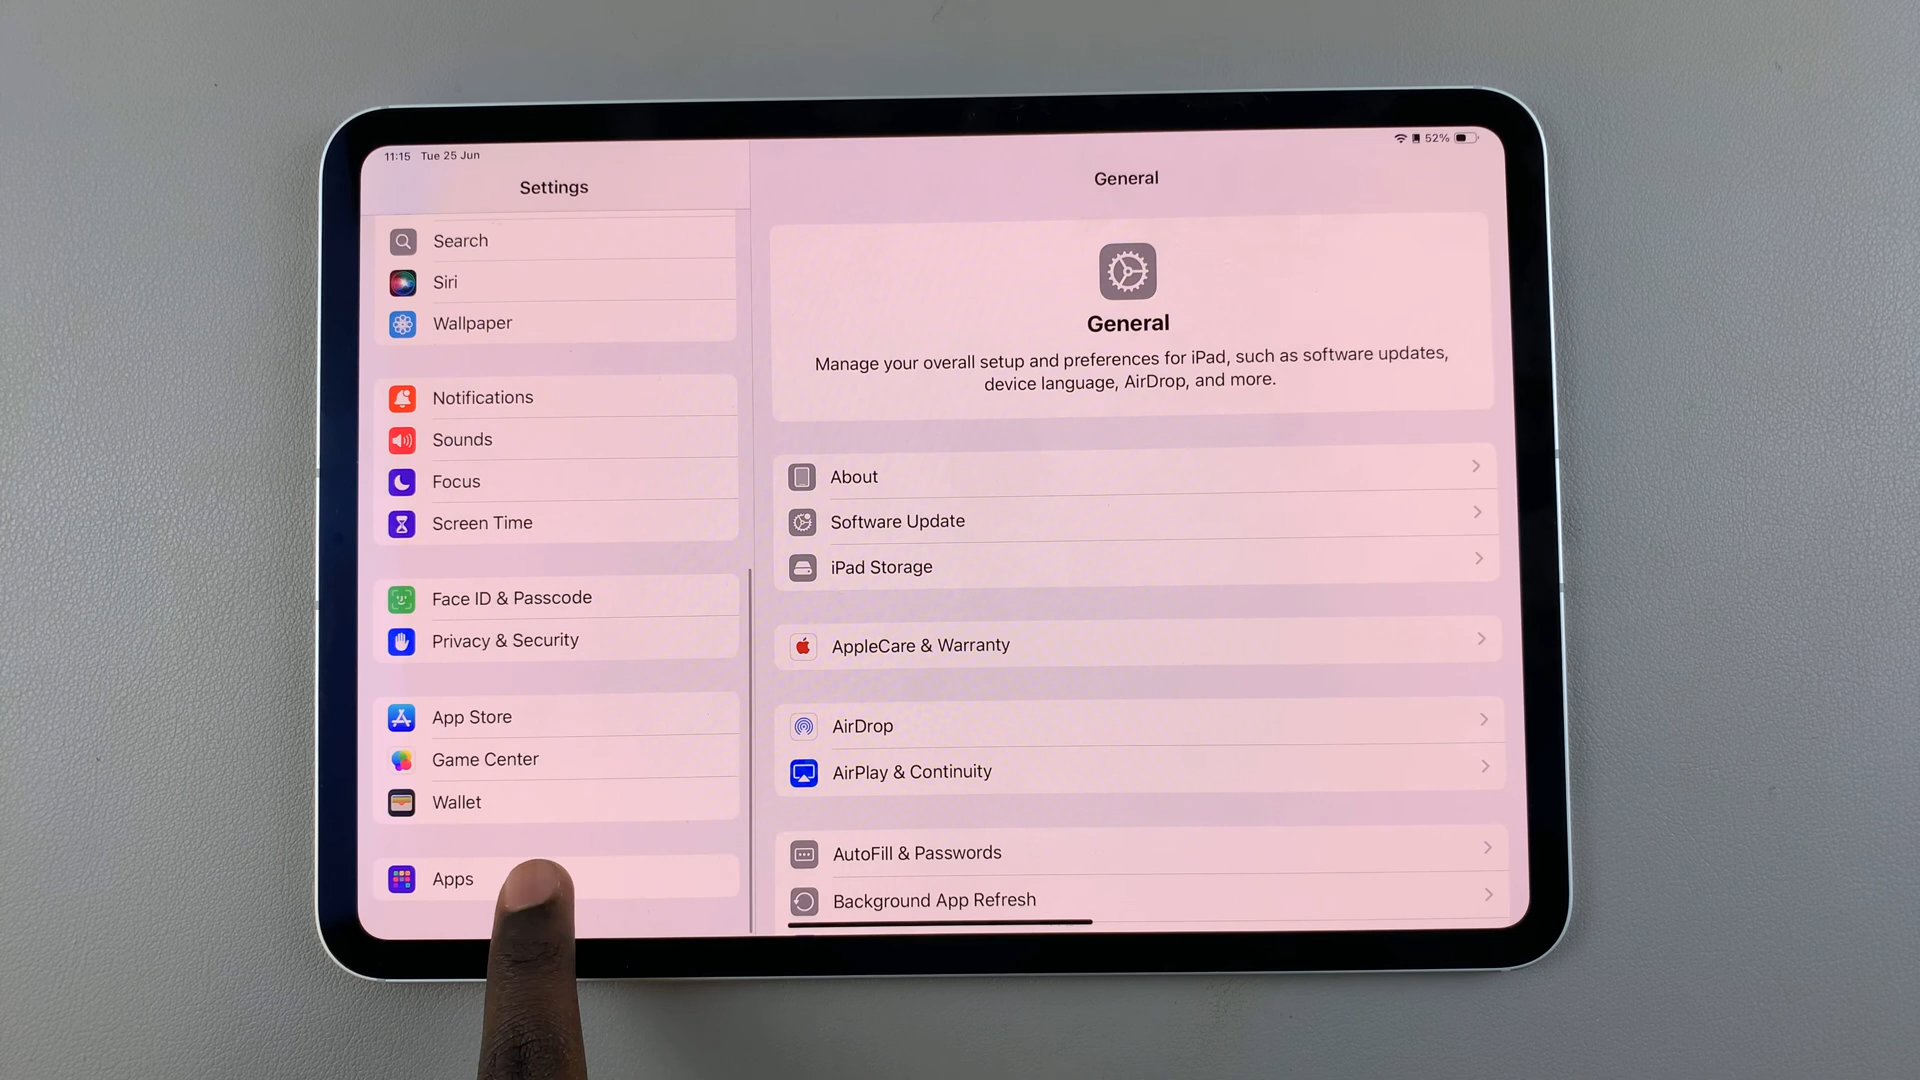 11:15 Tue 25 Jun
52%
Settings
Search
Siri
Wallpaper
Notifications
Sounds
Focus
Screen Time
Face ID & Passcode
Privacy & Security
App Store
Game Center
Wallet
Apps
General
General
Manage your overall setup and preferences for iPad, such as software updates,
device language, AirDrop, and more.
About
Software Update
iPad Storage
AppleCare & Warranty
AirDrop
AirPlay & Continuity
AutoFill & Passwords
Background App Refresh